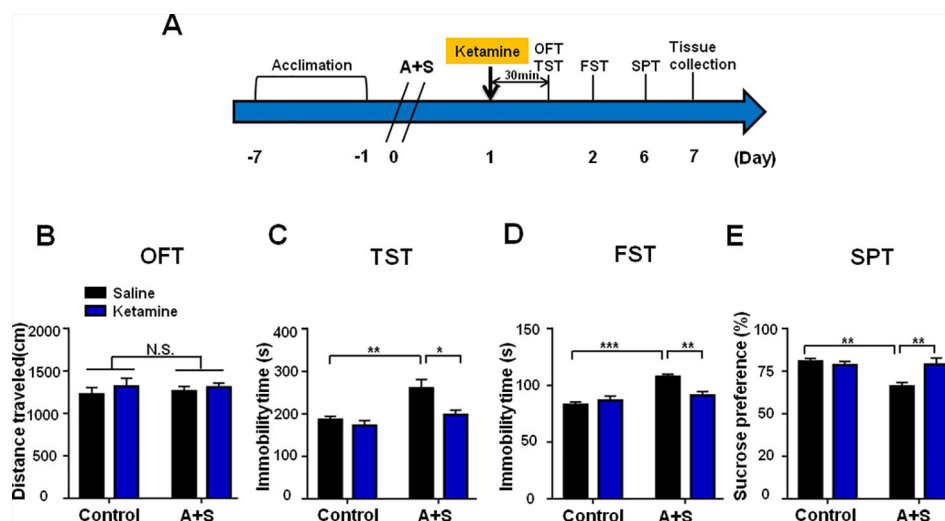 A
Acclimation
A+S
Ketamine
30min
OFT
TST
FST
SPT
Tissue
collection
-7
-1
0
1
2
6
7
(Day)
B
OFT
Saline
Ketamine
Distance traveled(cm)
2000
1500
1000
500
0
N.S.
Control
A+S
C
TST
Immobility time (s)
400
300
200
100
0
**
*
Control
A+S
D
FST
Immobility time (s)
150
100
50
0
***
**
Control
A+S
E
SPT
Sucrose preference (%)
100
75
75
25
0
**
**
Control
A+S